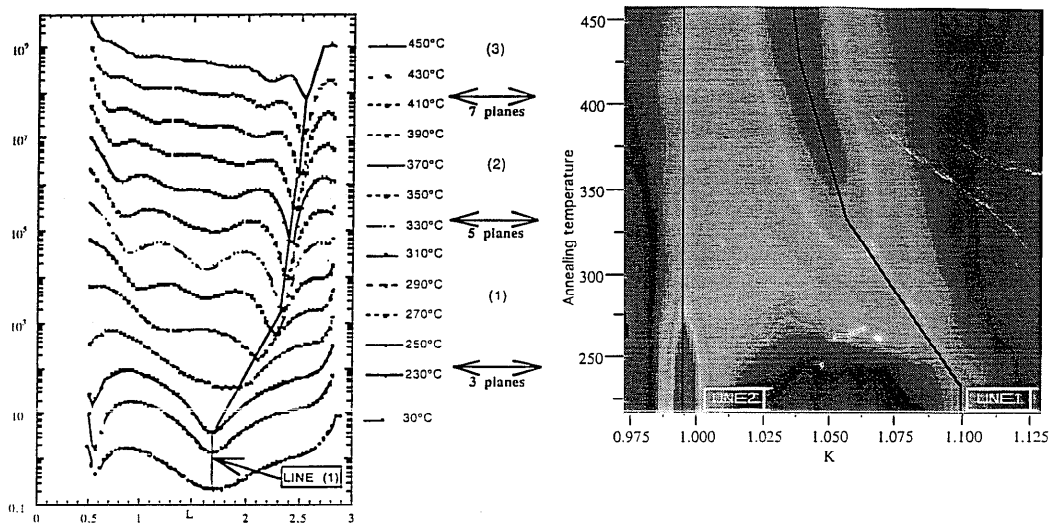 10⁹
10⁷
10⁵
10³
10
0.1
0
0.5
1
L
2
2.5
3
LINE (1)
450°C
430°C
410°C
390°C
370°C
350°C
330°C
310°C
290°C
270°C
250°C
230°C
30°C
(3)
7 planes
(2)
5 planes
(1)
3 planes
Annealing temperature
450
400
350
300
250
LINE2
LINE1
0.975
1.000
1.025
1.050
1.075
1.100
1.125
K